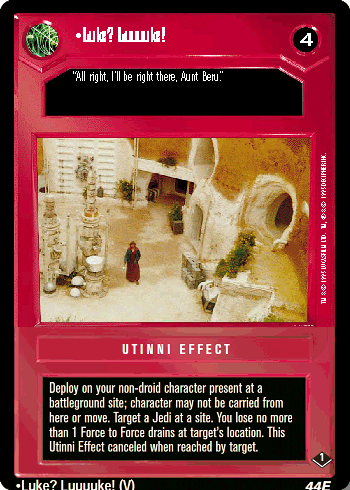 •Luke? Luuuuke!
4
"All right, I'll be right there, Aunt Beru."
UTINNI EFFECT
Deploy on your non-droid character present at a
battleground site; character may not be carried from
here or move. Target a Jedi at a site. You lose no more
than 1 Force to Force drains at target's location. This
Utinni Effect canceled when reached by target.
1
•Luke? Luuuuke! (V) 44E